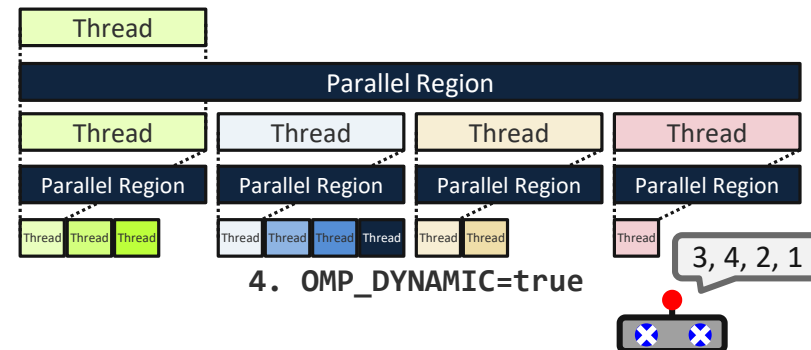 Thread
Parallel Region
Thread Thread Thread Thread
Parallel Region Parallel Region Parallel Region Parallel Region
Thread Thread Thread Thread Thread Thread Thread Thread Thread Thread
3, 4, 2, 1
4. OMP_DYNAMIC=true